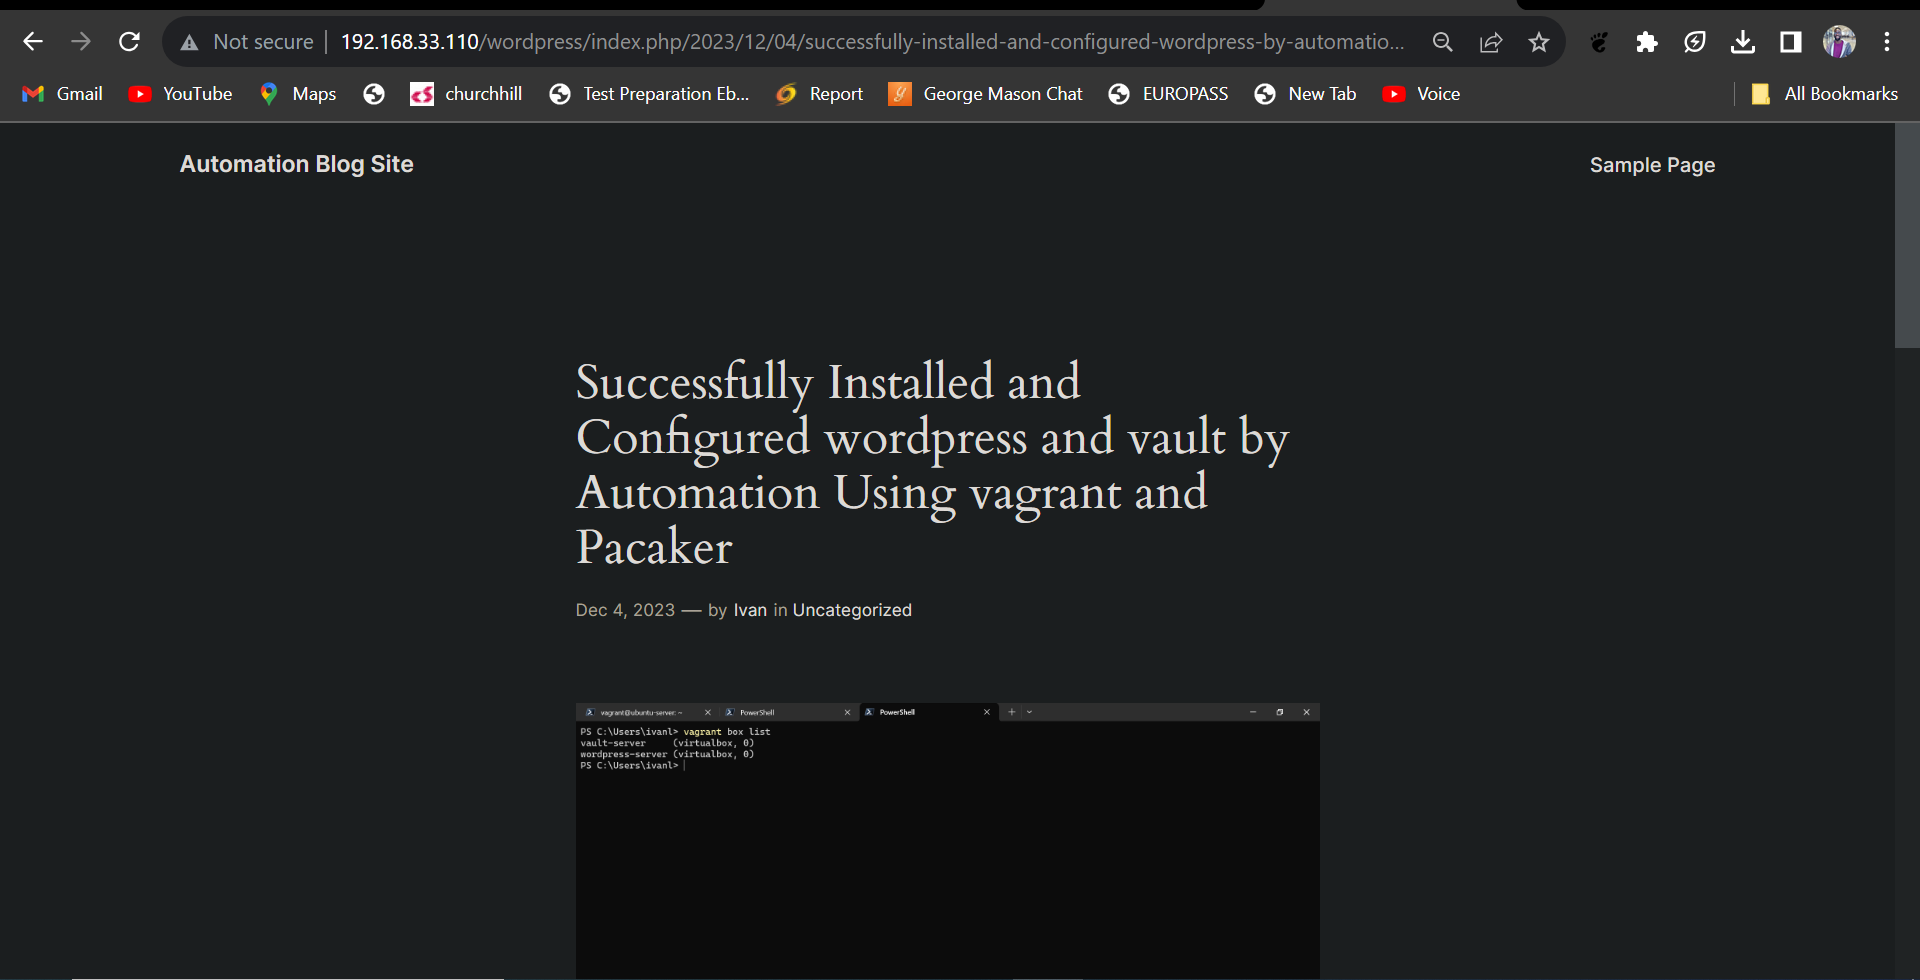 Not secure | 192.168.33.110/wordpress/index.php/2023/12/04/successfully-installed-and-configured-wordpress-by-automatio...
Gmail YouTube Maps churchhill Test Preparation Eb... Report George Mason Chat EUROPASS New Tab Voice All Bookmarks
Automation Blog Site Sample Page
Successfully Installed and
Configured wordpress and vault by
Automation Using vagrant and
Pacaker
Dec 4, 2023 — by Ivan in Uncategorized
vagrant@ubuntu-server: ~ PowerShell PowerShell
PS C:\Users\ivanl> vagrant box list
vault-server (virtualbox, 0)
wordpress-server (virtualbox, 0)
PS C:\Users\ivanl>